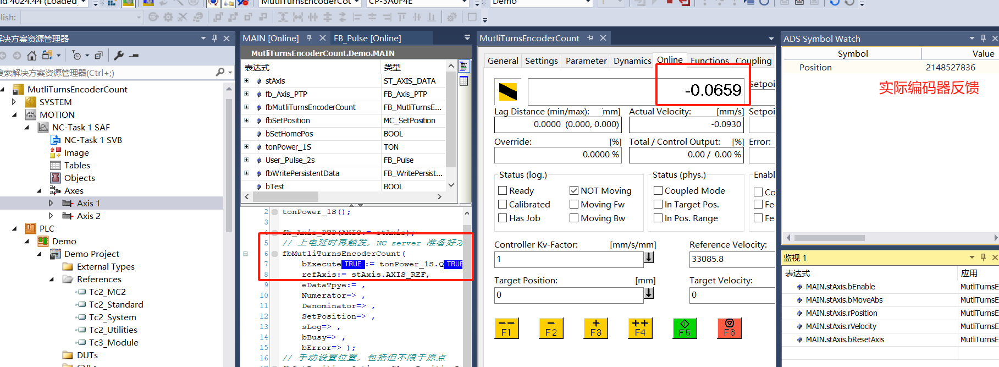 4024.44 (Loaded)
MutliTurnsEncoderCot
CP-3A0F4E
Demo
1
lish:
解决方案资源管理器
搜索解决方案资源管理器(Ctrl+;)
MutliTurnsEncoderCount
SYSTEM
MOTION
NC-Task 1 SAF
NC-Task 1 SVB
Image
Tables
Objects
Axes
Axis 1
Axis 2
PLC
Demo
Demo Project
External Types
References
Tc2_MC2
Tc2_Standard
Tc2_System
Tc2_Utilities
Tc3_Module
DUTs
GVLs
MAIN [Online]
FB_Pulse [Online]
MutliTurnsEncoderCount.Demo.MAIN
表达式 类型
stAxis ST_AXIS_DATA
fb_Axis_PTP FB_Axis_PTP
fbMutliTurnsEncoderCount FB_MutliTurnsE...
fbSetPosition MC_SetPosition
bSetHomePos BOOL
tonPower_1S TON
User_Pulse_2s FB_Pulse
fbWritePersistentData FB_WritePersist...
bTest BOOL
2 tonPower_1S();
3
4 fb_Axis_PTP(AXIS:= stAxis);
5 // 上电延时再触发，NC server 准备好才
6 fbMutliTurnsEncoderCount(
7 bExecute TRUE := tonPower_1S.Q TRUE
8 refAxis:= stAxis.AXIS_REF,
9 eDataTpye:= ,
10 Numerator=> ,
11 Denominator=> ,
12 SetPosition=> ,
13 sLog=> ,
14 bBusy=> ,
15 bError=> );
16 // 手动设置位置，包括但不限于原点
MutliTurnsEncoderCount
General Settings Parameter Dynamics Online Functions Coupling
-0.0659
Setpoi
Lag Distance (min/max): [mm] Actual Velocity: [mm/s] Setpoi
0.0000 (0.000, 0.000) -0.0930
Override: [%] Total / Control Output: [%] Error:
0.0000 % 0.00 / 0.00 %
Status (log.) Status (phys.) Enabl
Ready NOT Moving Coupled Mode Co
Calibrated Moving Fw In Target Pos. Fe
Has Job Moving Bw In Pos. Range Fe
Controller Kv-Factor: [mm/s/mm] Reference Velocity:
1 33085.8
Target Position: [mm] Target Velocity:
0 0
-- - + ++
F1 F2 F3 F4 F5 F6
ADS Symbol Watch
Symbol Value
Position 2148527836
实际编码器反馈
监视 1
表达式 应用
MAIN.stAxis.bEnable MutliTurnsE
MAIN.stAxis.bMoveAbs MutliTurnsE
MAIN.stAxis.rPosition MutliTurnsE
MAIN.stAxis.rVelocity MutliTurnsE
MAIN.stAxis.bResetAxis MutliTurnsE